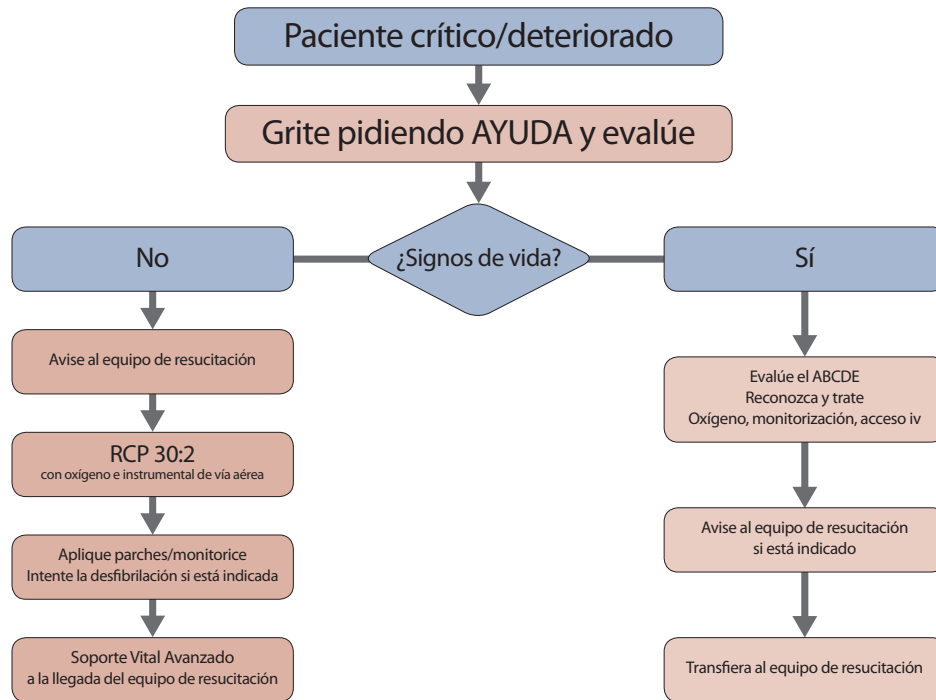 Paciente crítico/deteriorado
Grite pidiendo AYUDA y evalúe
¿Signos de vida?
No
Avise al equipo de resucitación
RCP 30:2
con oxígeno e instrumental de vía aérea
Aplique parches/monitorice
Intente la desfibrilación si está indicada
Soporte Vital Avanzado
a la llegada del equipo de resucitación
Sí
Evalúe el ABCDE
Reconozca y trate
Oxígeno, monitorización, acceso iv
Avise al equipo de resucitación
si está indicado
Transfiera al equipo de resucitación